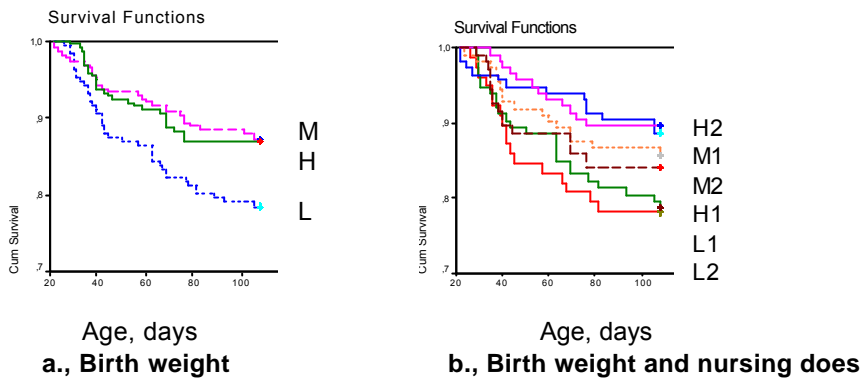 Survival Functions
1,0
,9
,8
,7
Cum Survival
20 40 60 80 100
M
H
L
Age, days
a., Birth weight
Survival Functions
1,0
,9
,8
,7
Cum Survival
20 40 60 80 100
H2
M1
M2
H1
L1
L2
Age, days
b., Birth weight and nursing does